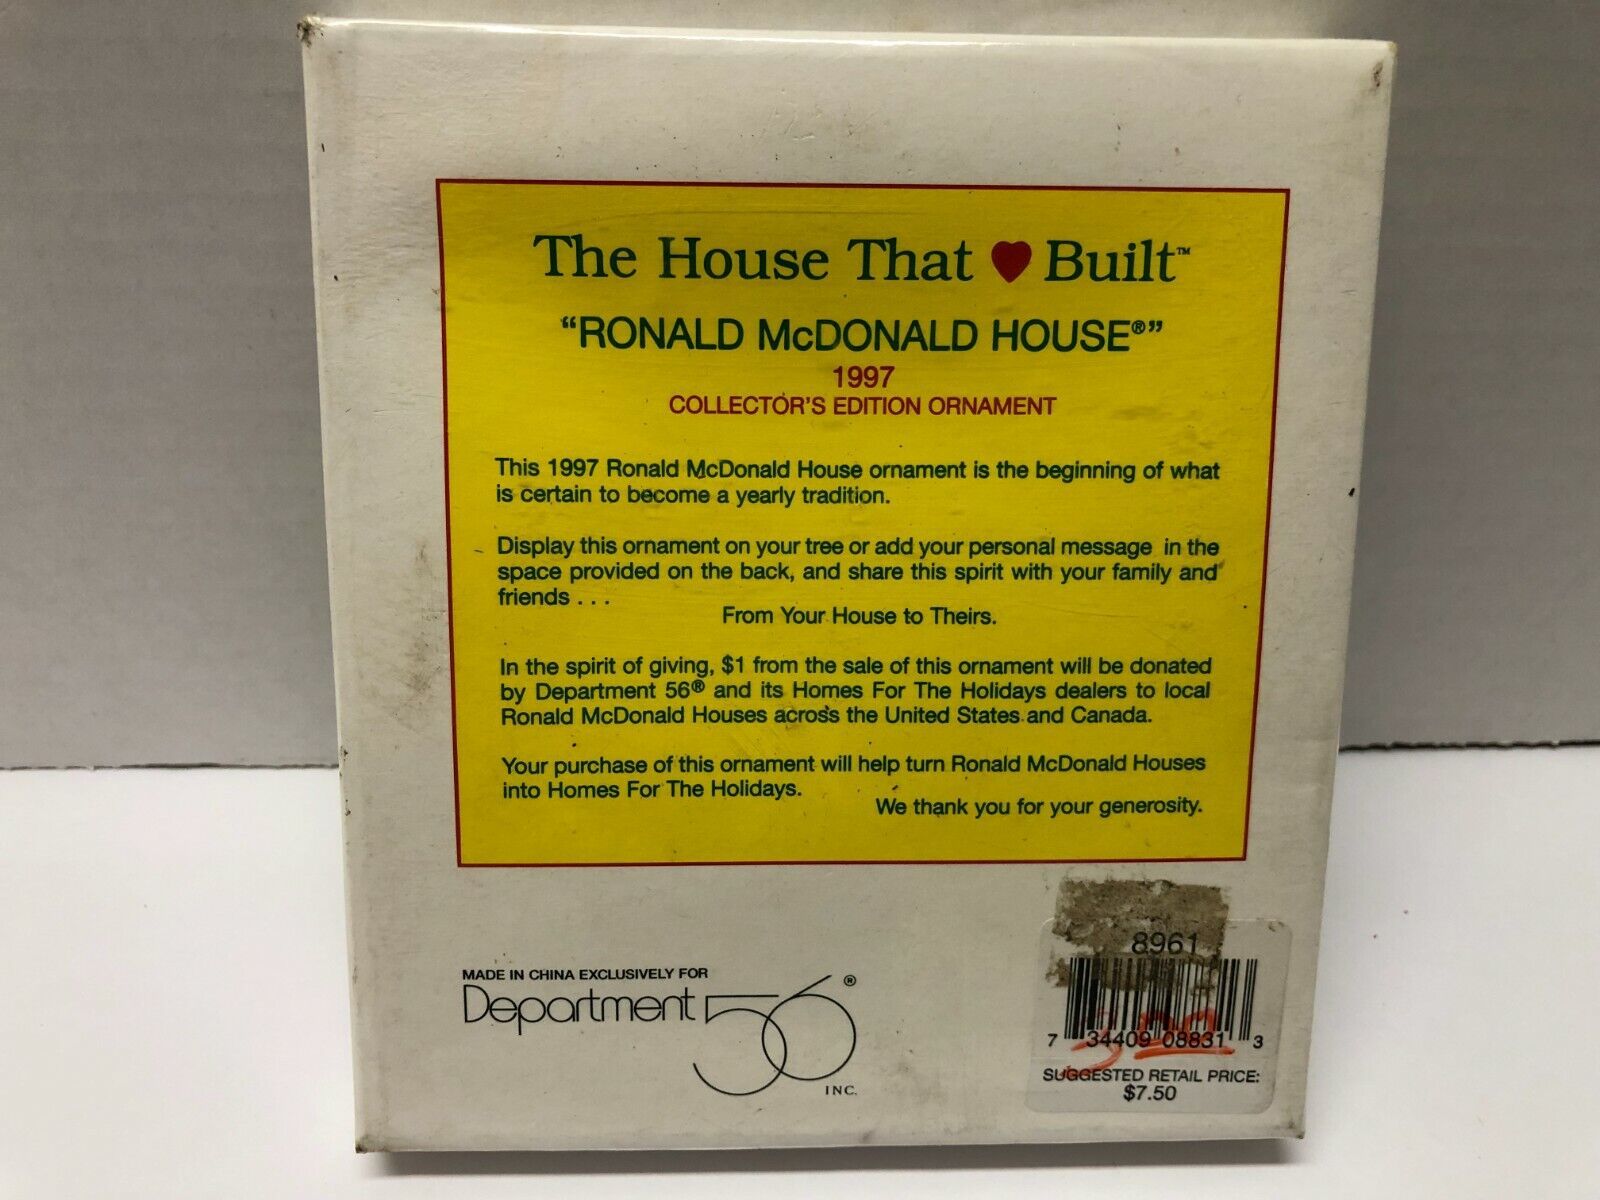 The House That Built™
“RONALD McDONALD HOUSE®”
1997
COLLECTOR'S EDITION ORNAMENT
This 1997 Ronald McDonald House ornament is the beginning of what
is certain to become a yearly tradition.
Display this ornament on your tree or add your personal message in the
space provided on the back, and share this spirit with your family and
friends . . .
From Your House to Theirs.
In the spirit of giving, $1 from the sale of this ornament will be donated
by Department 56® and its Homes For The Holidays dealers to local
Ronald McDonald Houses across the United States and Canada.
Your purchase of this ornament will help turn Ronald McDonald Houses
into Homes For The Holidays.
We thank you for your generosity.
MADE IN CHINA EXCLUSIVELY FOR
Department 56®
INC.
8961
7 34409 08831 3
SUGGESTED RETAIL PRICE:
$7.50